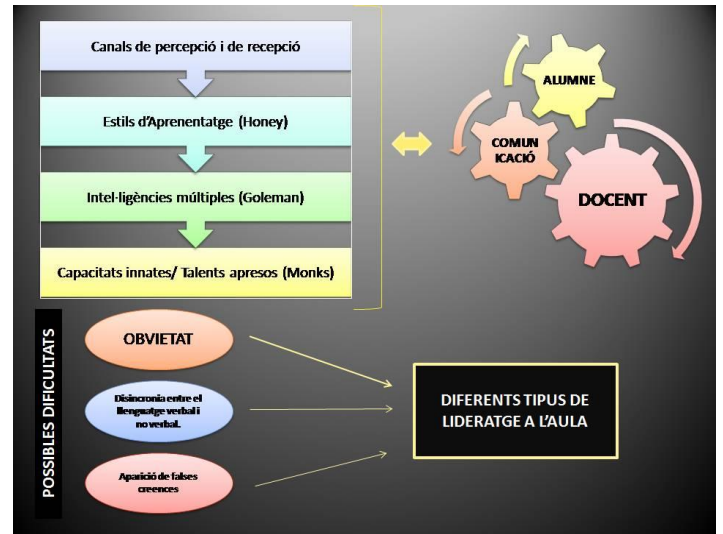 Canals de percepció i de recepció
Estils d'Aprenentatge (Honey)
Intel·ligències múltiples (Goleman)
Capacitats innates/ Talents apresos (Monks)
ALUMNE
COMUN
ICACIÓ
DOCENT
POSSIBLES DIFICULTATS
OBVIETAT
Disincronia entre el
llenguatge verbal i
no verbal.
Aparició de falses
creences
DIFERENTS TIPUS DE
LIDERATGE A L'AULA